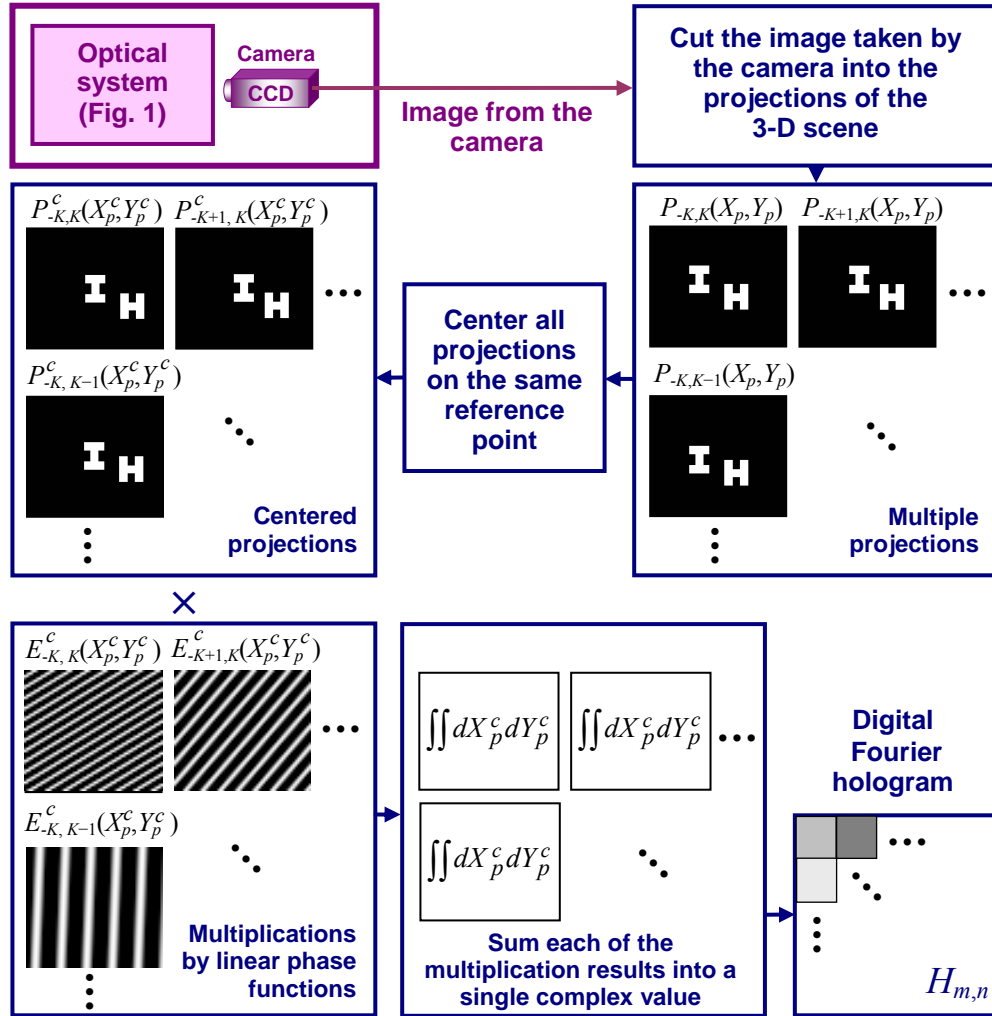 Optical
system
(Fig. 1)
Camera
CCD
Image from the
camera
Cut the image taken by
the camera into the
projections of the
3-D scene
P_{-K,K}(X_p,Y_p) P_{-K+1,K}(X_p,Y_p)
I H I H ...
P_{-K,K-1}(X_p,Y_p)
I H
Multiple
projections
Center all
projections
on the same
reference
point
P^c_{-K,K}(X^c_p,Y^c_p) P^c_{-K+1,K}(X^c_p,Y^c_p)
I H I H ...
P^c_{-K,K−1}(X^c_p,Y^c_p)
I H
Centered
projections
×
E^c_{-K,K}(X^c_p,Y^c_p) E^c_{-K+1,K}(X^c_p,Y^c_p)
...
E^c_{-K,K−1}(X^c_p,Y^c_p)
Multiplications
by linear phase
functions
∬dX^c_p dY^c_p ∬dX^c_p dY^c_p ...
∬dX^c_p dY^c_p
Sum each of the
multiplication results into a
single complex value
Digital
Fourier
hologram
...
H_{m,n}